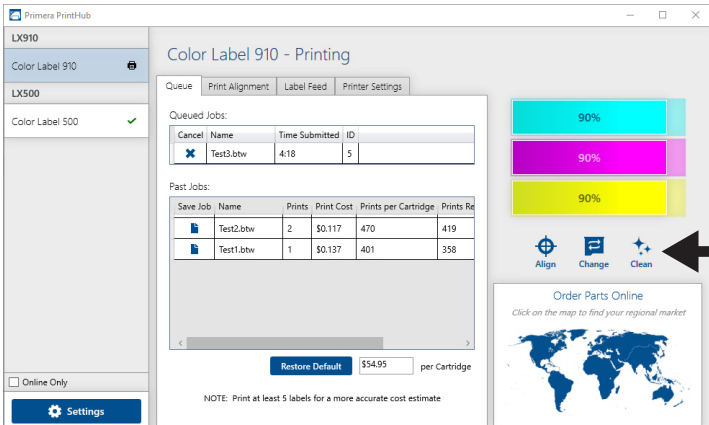 Primera PrintHub
LX910
Color Label 910
LX500
Color Label 500
Online Only
Settings
Color Label 910 - Printing
Queue Print Alignment Label Feed Printer Settings
Queued Jobs:
Cancel Name Time Submitted ID
Test3.btw 4:18 5
Past Jobs:
Save Job Name Prints Print Cost Prints per Cartridge Prints Re
Test2.btw 2 $0.117 470 419
Test1.btw 1 $0.137 401 358
Restore Default $54.95 per Cartridge
NOTE: Print at least 5 labels for a more accurate cost estimate
90%
90%
90%
Align Change Clean
Order Parts Online
Click on the map to find your regional market